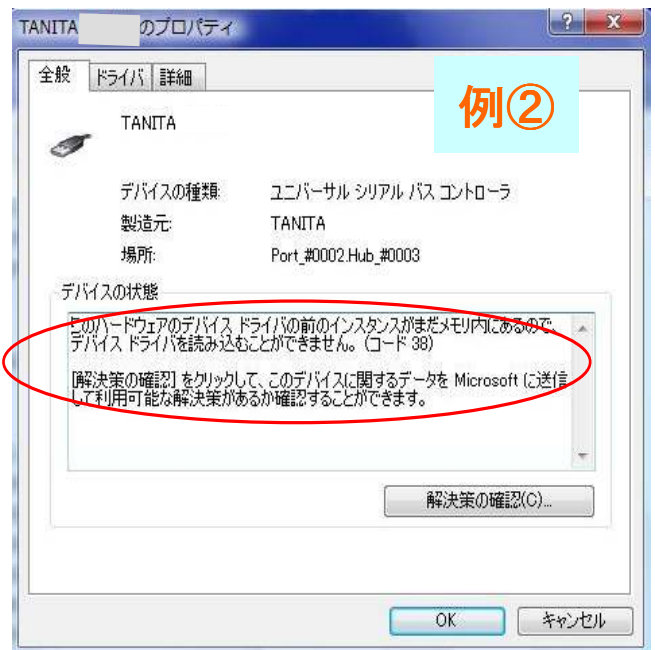 TANITA のプロパティ
全般 ドライバ 詳細
例②
TANITA
デバイスの種類: ユニバーサル シリアル バス コントローラ
製造元: TANITA
場所: Port_#0002.Hub_#0003
デバイスの状態
このハードウェアのデバイス ドライバの前のインスタンスがまだメモリ内にあるので、
デバイス ドライバを読み込むことができません。(コード 38)
[解決策の確認] をクリックして、このデバイスに関するデータを Microsoft に送信
して利用可能な解決策があるか確認することができます。
解決策の確認(C)...
OK キャンセル